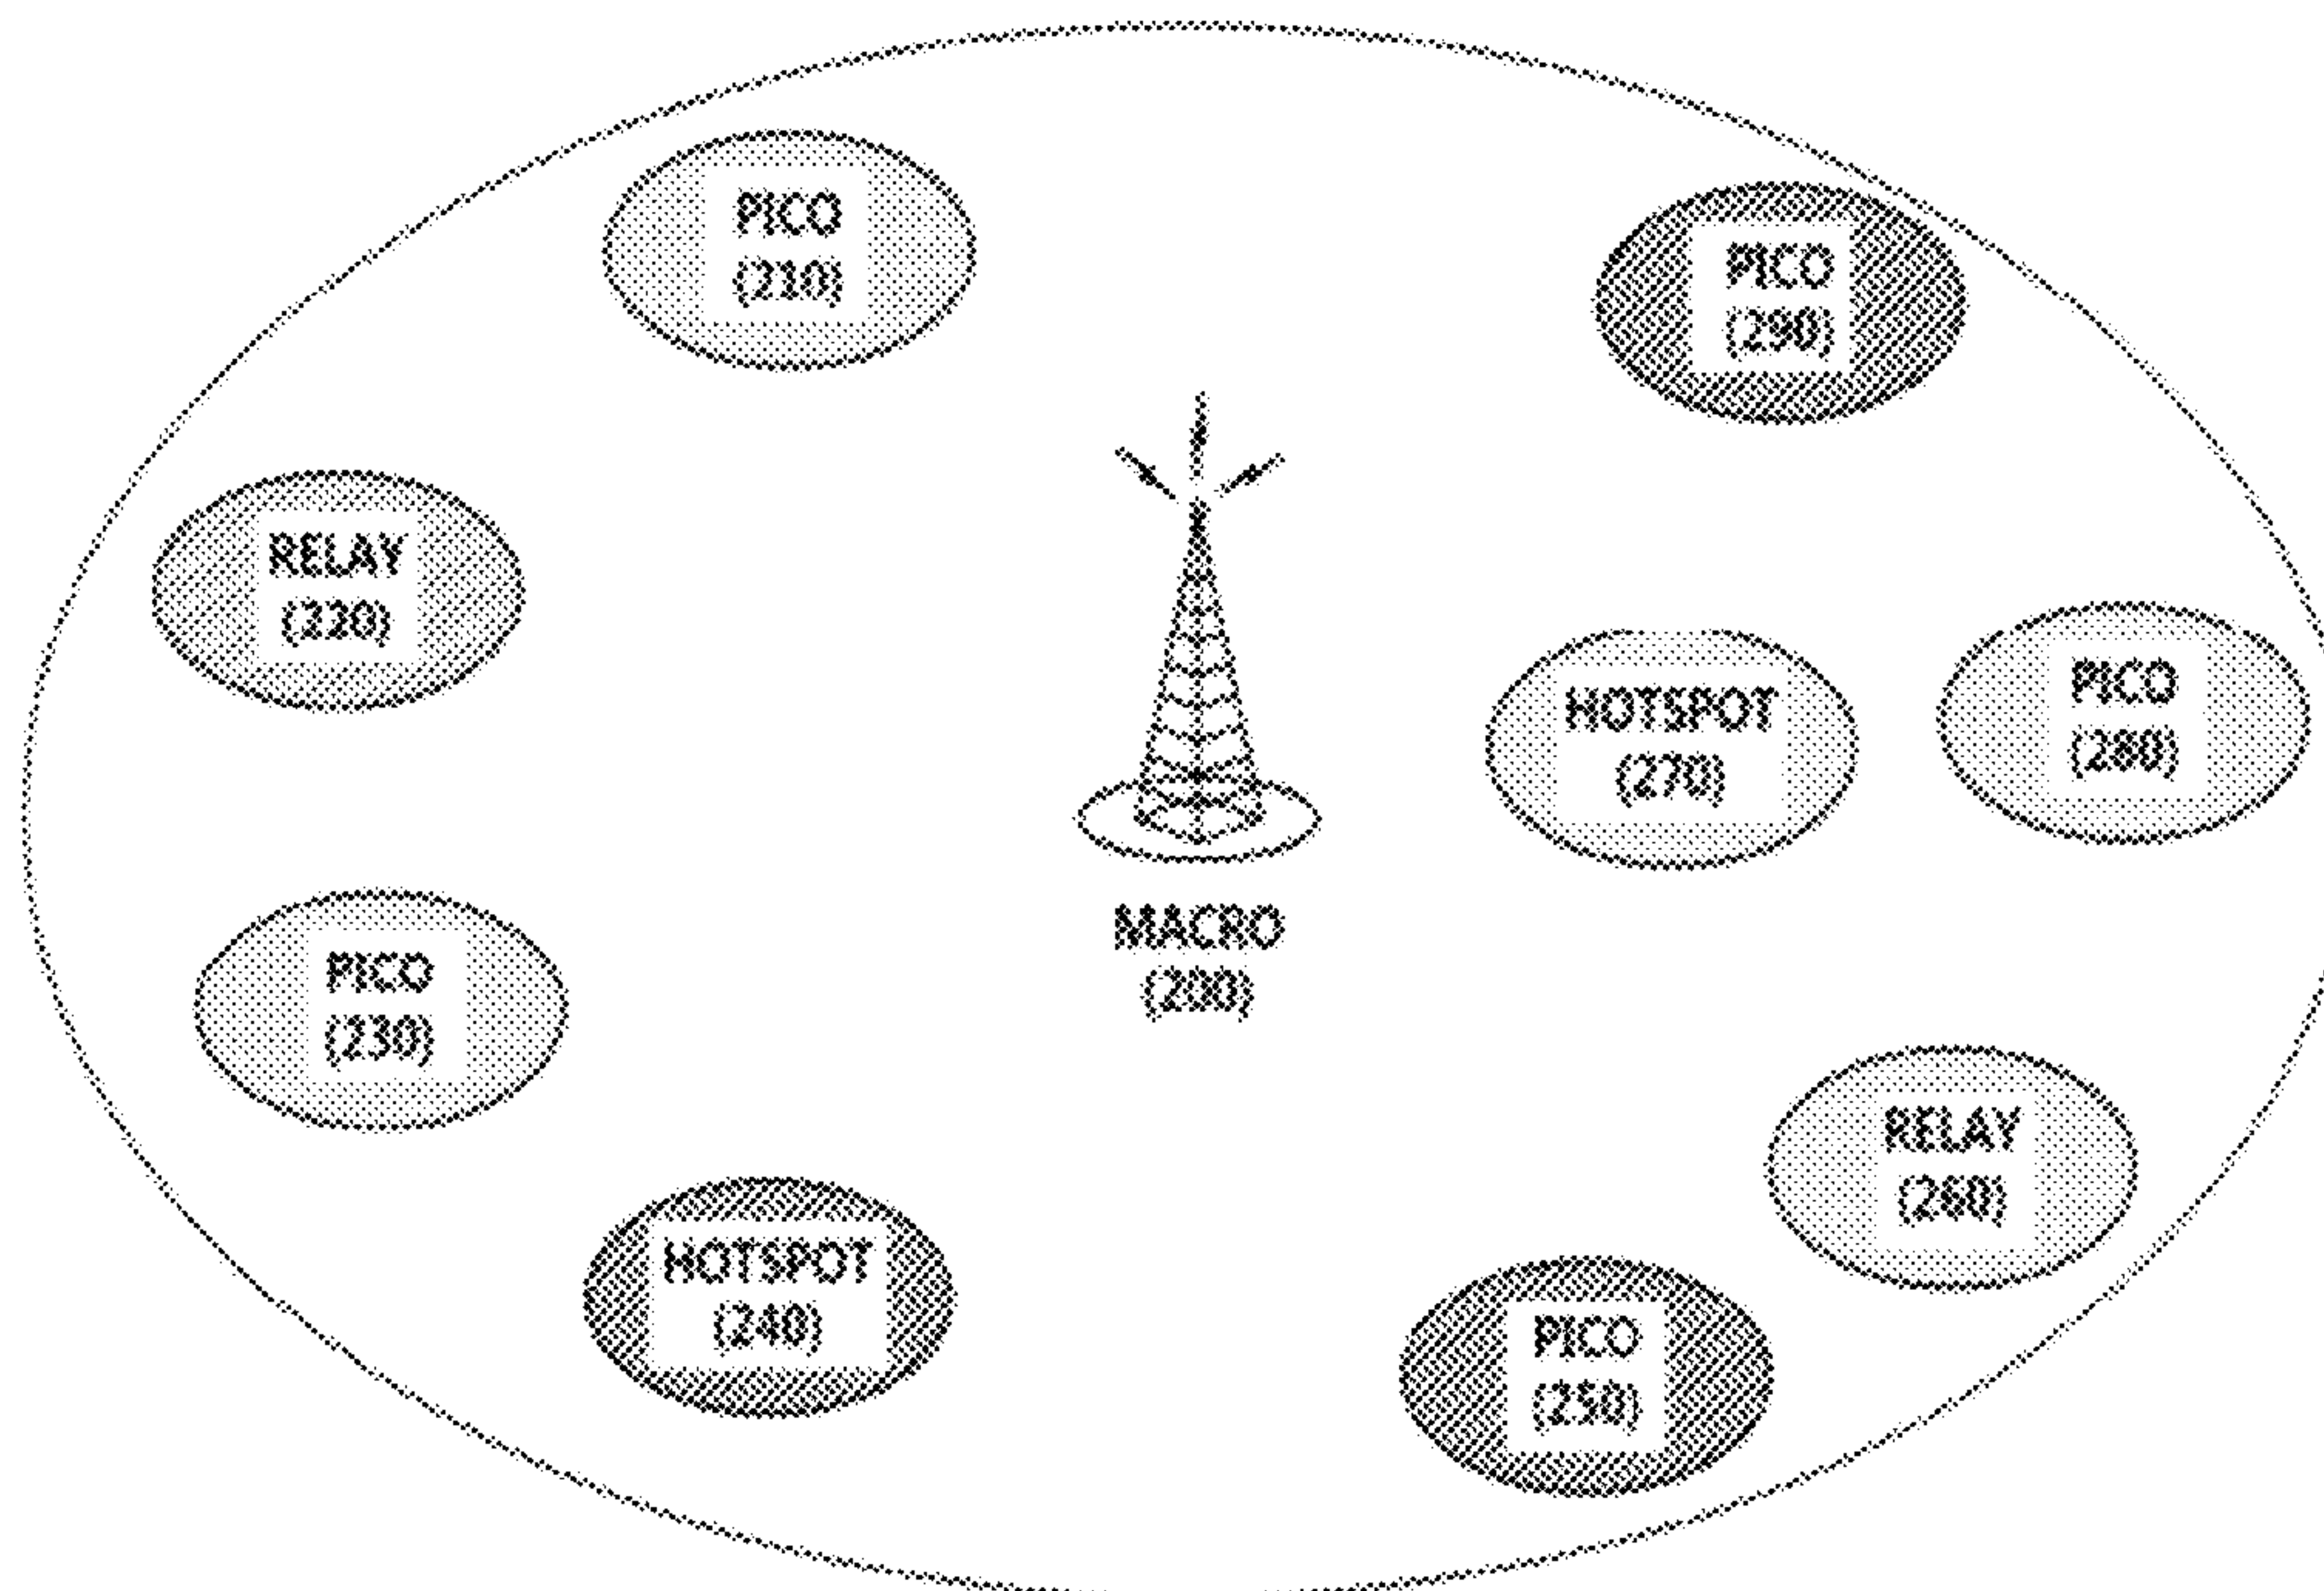 PICO
(210)
PICO
(290)
RELAY
(220)
HOTSPOT
(270)
PICO
(280)
MACRO
(200)
PICO
(230)
RELAY
(260)
HOTSPOT
(240)
PICO
(250)